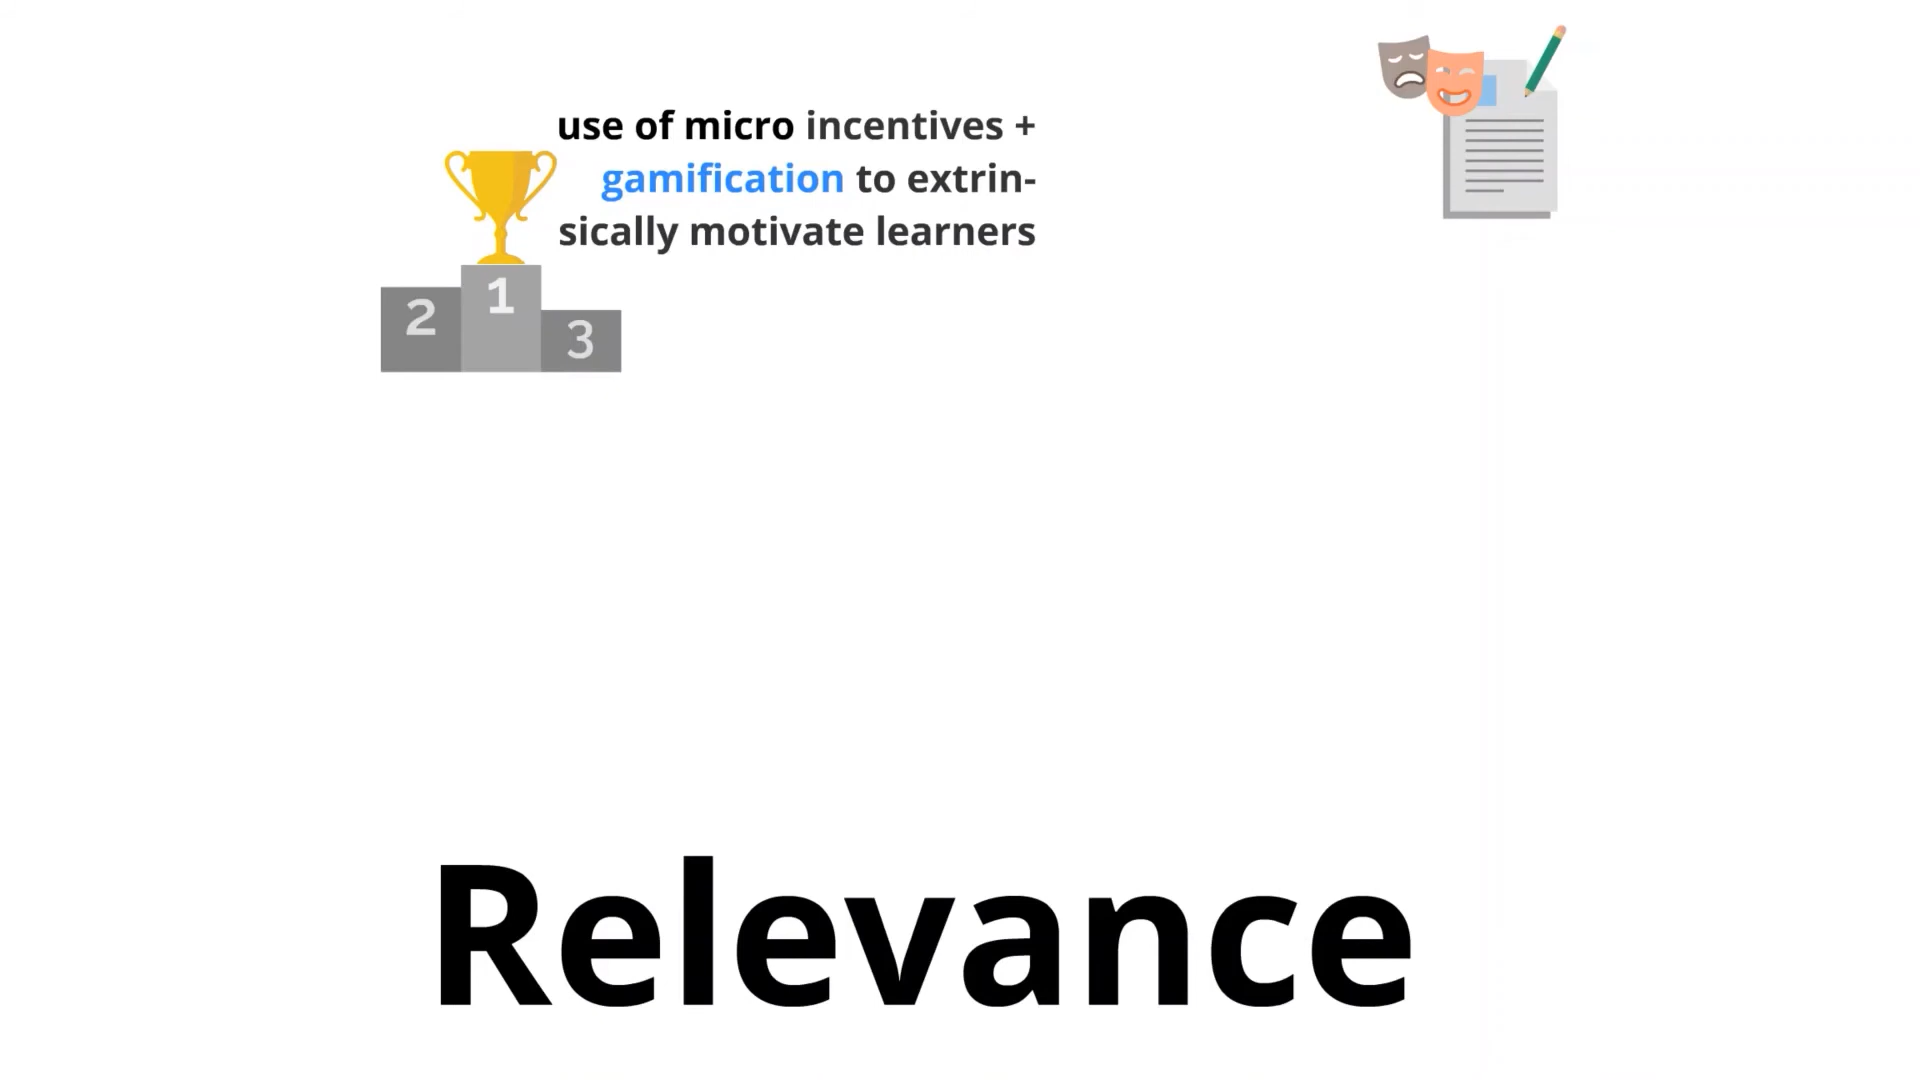 use of micro incentives +
gamification to extrin-
sically motivate learners
2 1 3
Relevance